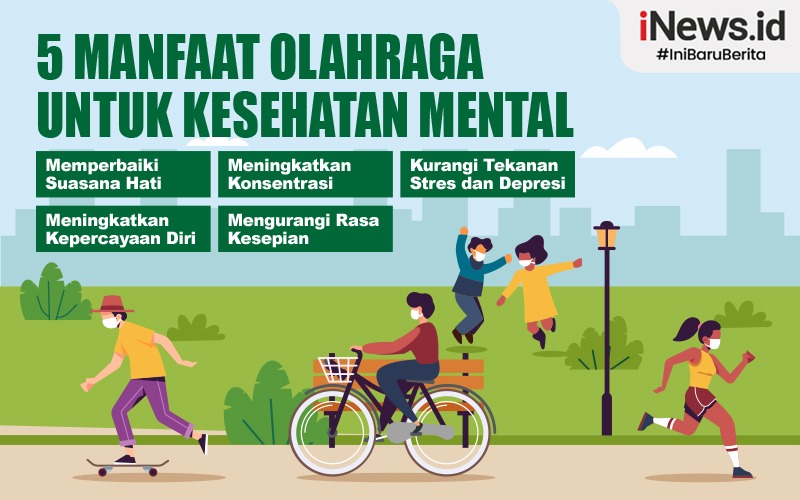 iNews.id
#IniBaruBerita
5 MANFAAT OLAHRAGA
UNTUK KESEHATAN MENTAL
Memperbaiki
Suasana Hati
Meningkatkan
Konsentrasi
Kurangi Tekanan
Stres dan Depresi
Meningkatkan
Kepercayaan Diri
Mengurangi Rasa
Kesepian